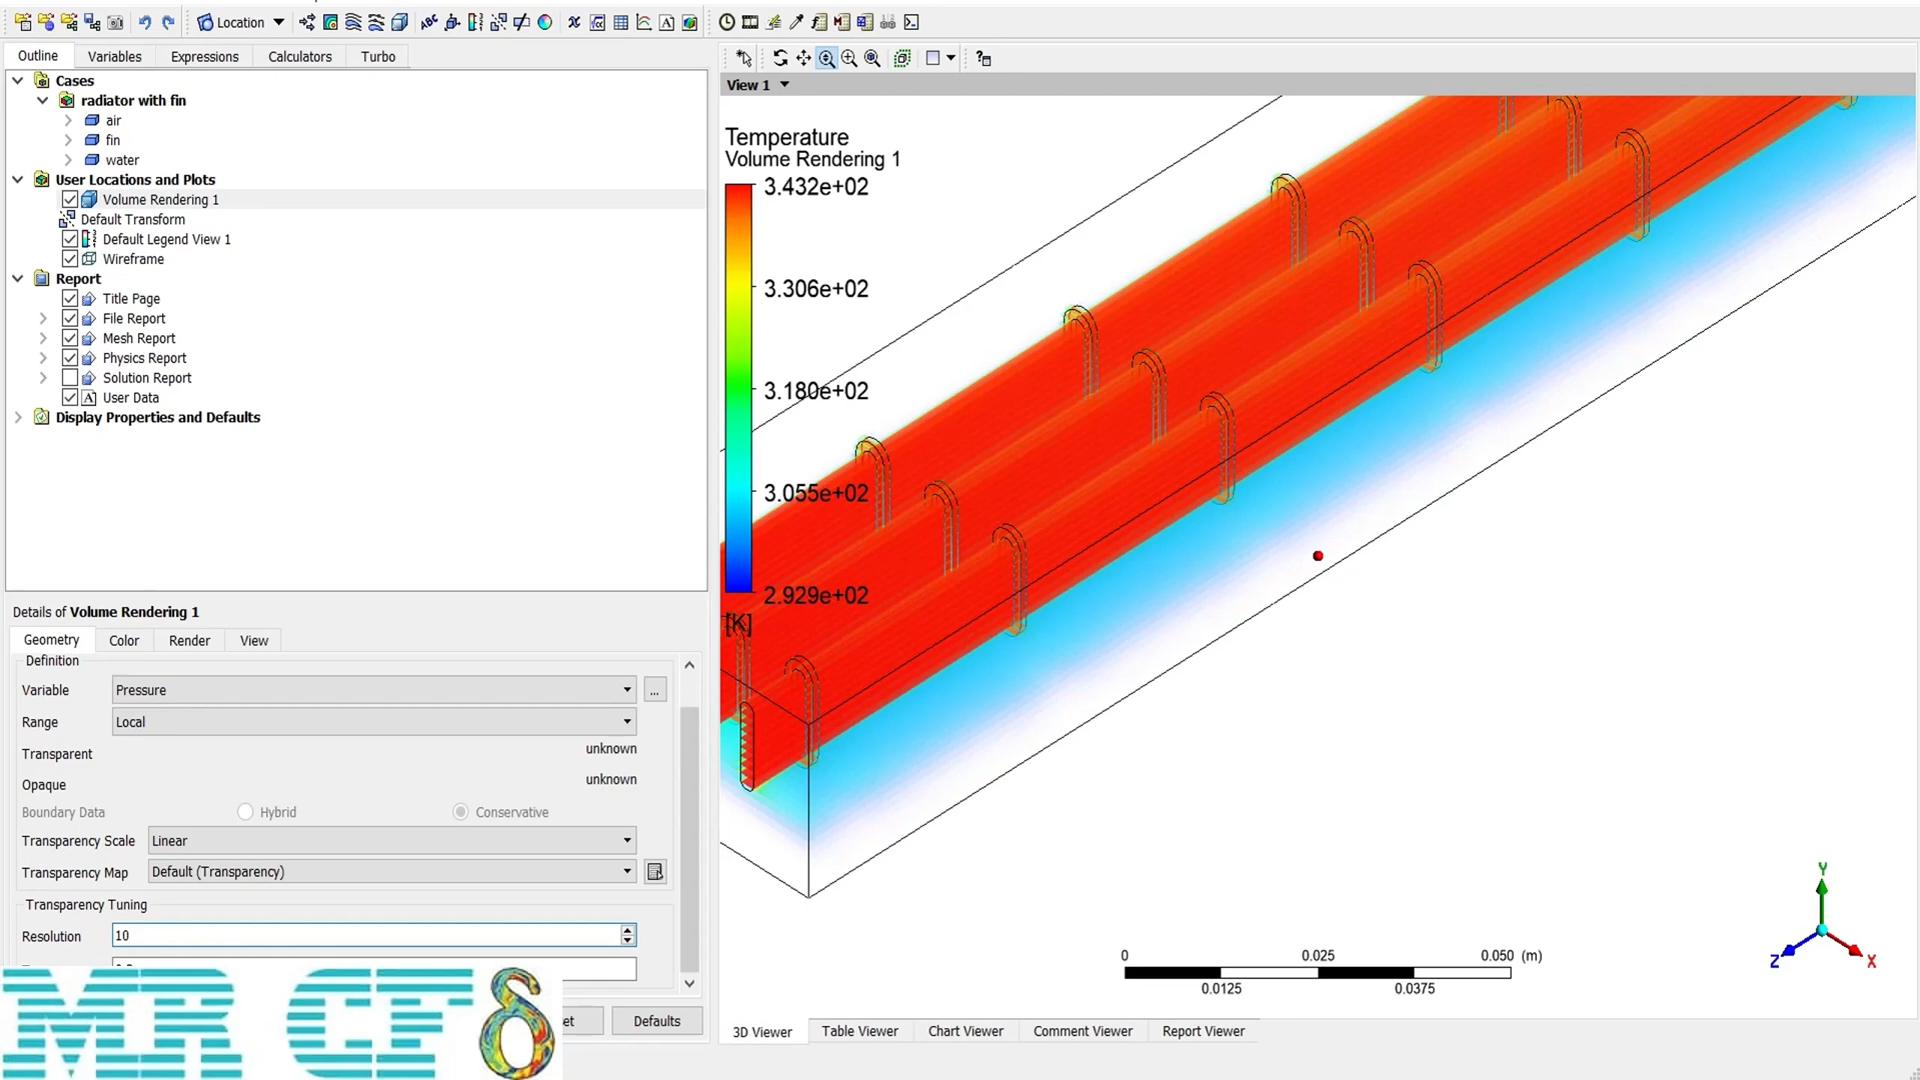 Location
Outline Variables Expressions Calculators Turbo
Cases
radiator with fin
air
fin
water
User Locations and Plots
Volume Rendering 1
Default Transform
Default Legend View 1
Wireframe
Report
Title Page
File Report
Mesh Report
Physics Report
Solution Report
User Data
Display Properties and Defaults
Details of Volume Rendering 1
Geometry Color Render View
Definition
Variable Pressure ...
Range Local
Transparent unknown
Opaque unknown
Boundary Data Hybrid Conservative
Transparency Scale Linear
Transparency Map Default (Transparency)
Transparency Tuning
Resolution 10
Defaults
MR CFδ
View 1
Temperature
Volume Rendering 1
3.432e+02
3.306e+02
3.180e+02
3.055e+02
2.929e+02
[K]
0 0.025 0.050 (m)
0.0125 0.0375
Y
Z X
3D Viewer Table Viewer Chart Viewer Comment Viewer Report Viewer